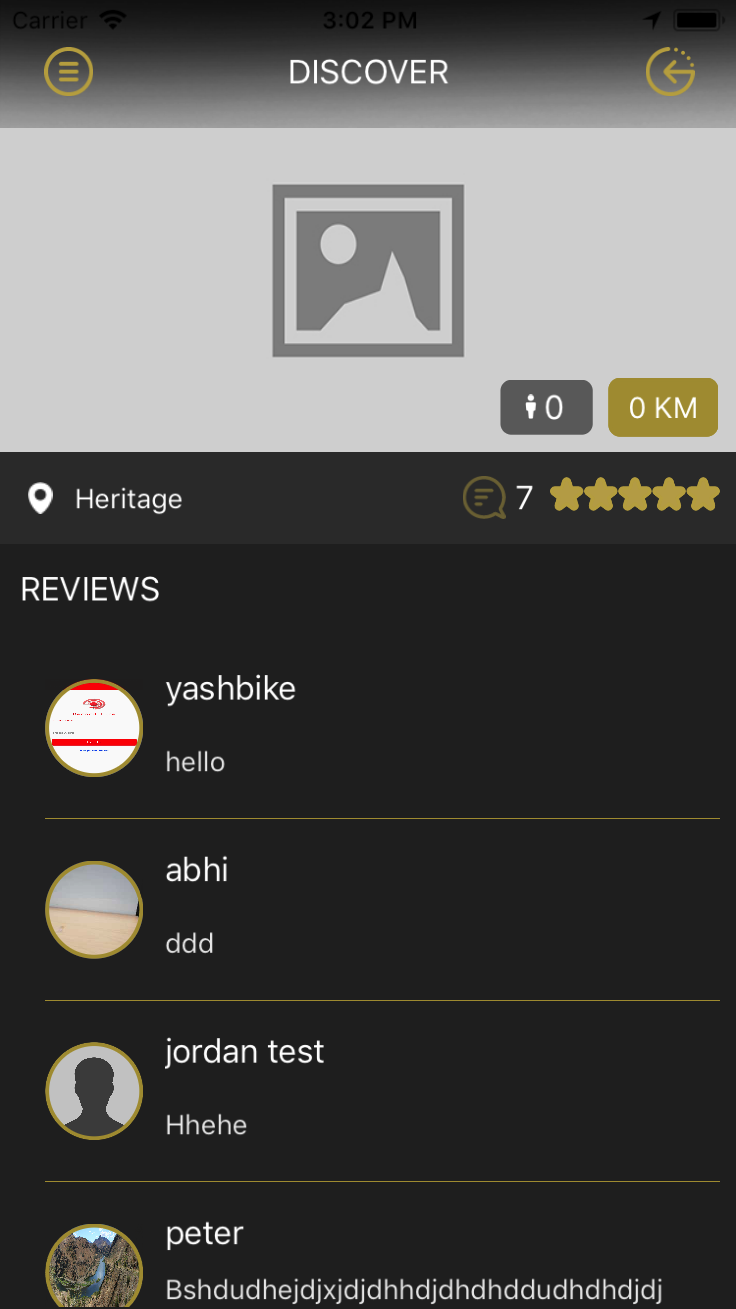 Carrier 3:02 PM
DISCOVER
0 0 KM
Heritage 7
REVIEWS
yashbike
hello
abhi
ddd
jordan test
Hhehe
peter
Bshdudhejdjxjdjdhhdjdhdhddudhdhdjdj